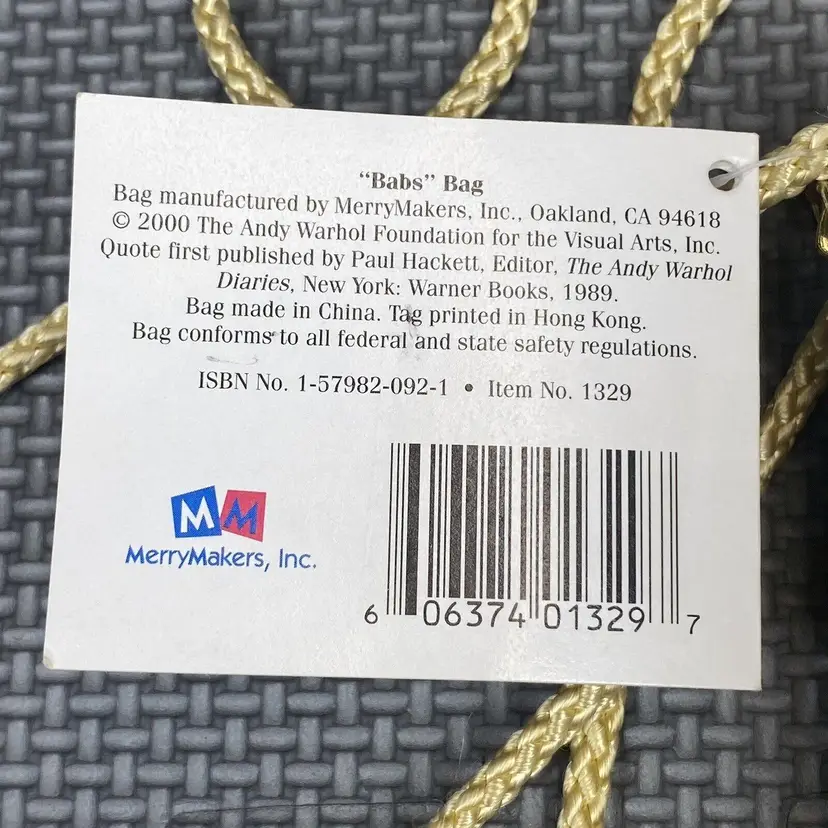 “Babs” Bag
Bag manufactured by MerryMakers, Inc., Oakland, CA 94618
© 2000 The Andy Warhol Foundation for the Visual Arts, Inc.
Quote first published by Paul Hackett, Editor, The Andy Warhol
Diaries, New York: Warner Books, 1989.
Bag made in China. Tag printed in Hong Kong.
Bag conforms to all federal and state safety regulations.
ISBN No. 1-57982-092-1 • Item No. 1329
MM
MerryMakers, Inc.
6 06374 01329 7